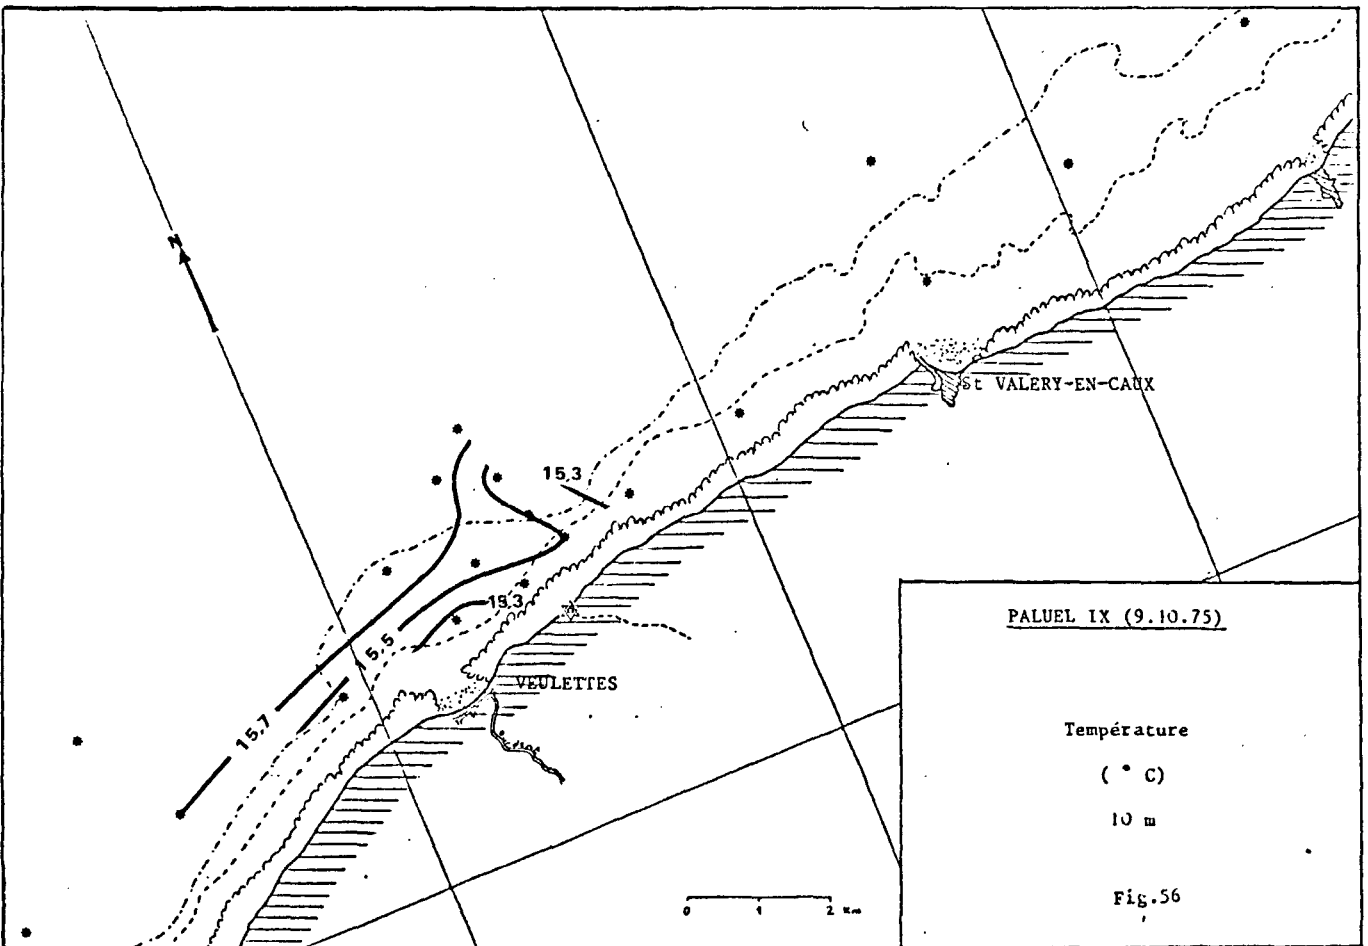 N
15,3
St VALERY-EN-CAUX
15,3
15,5
VEULETTES
15,7
0 1 2 Km
PALUEL IX (9.10.75)
Température
( ° C)
10 m
Fig.56